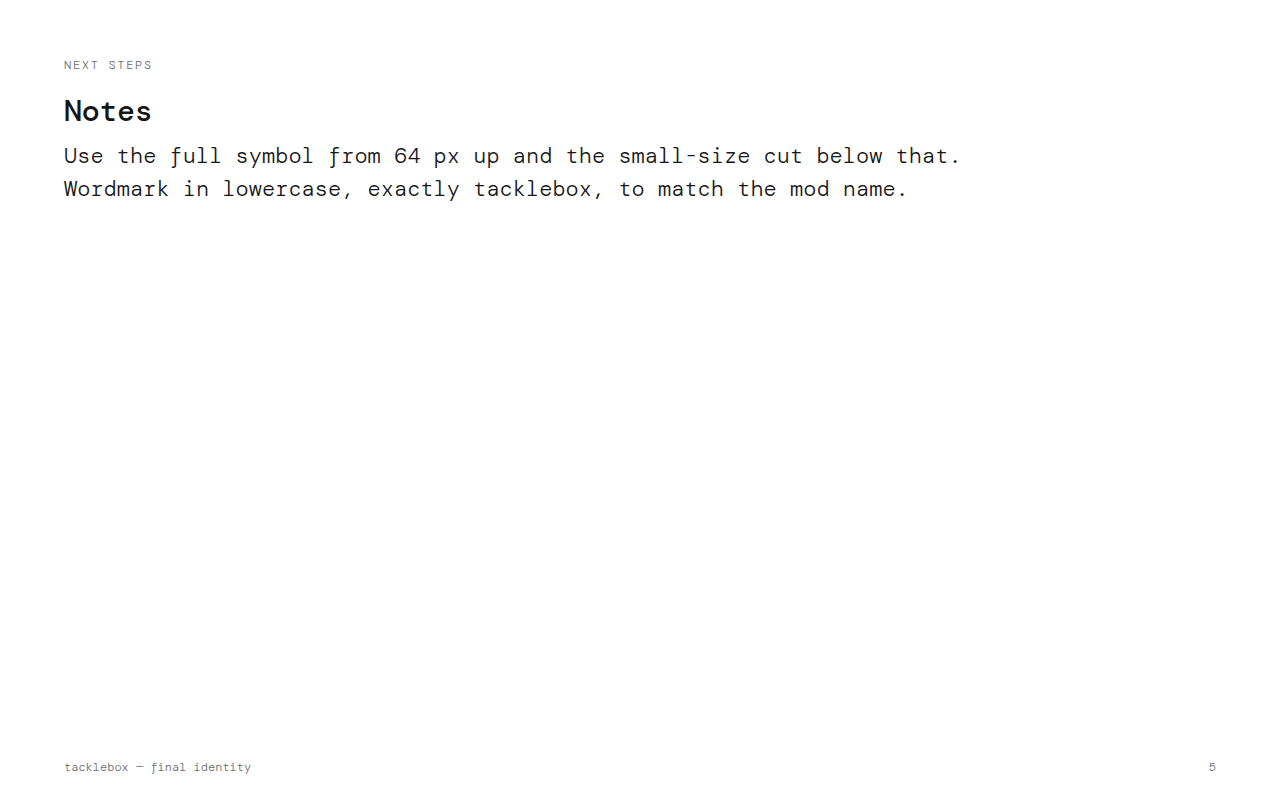 NEXT STEPS
Notes
Use the full symbol from 64 px up and the small-size cut below that.
Wordmark in lowercase, exactly tacklebox, to match the mod name.
tacklebox — final identity
5